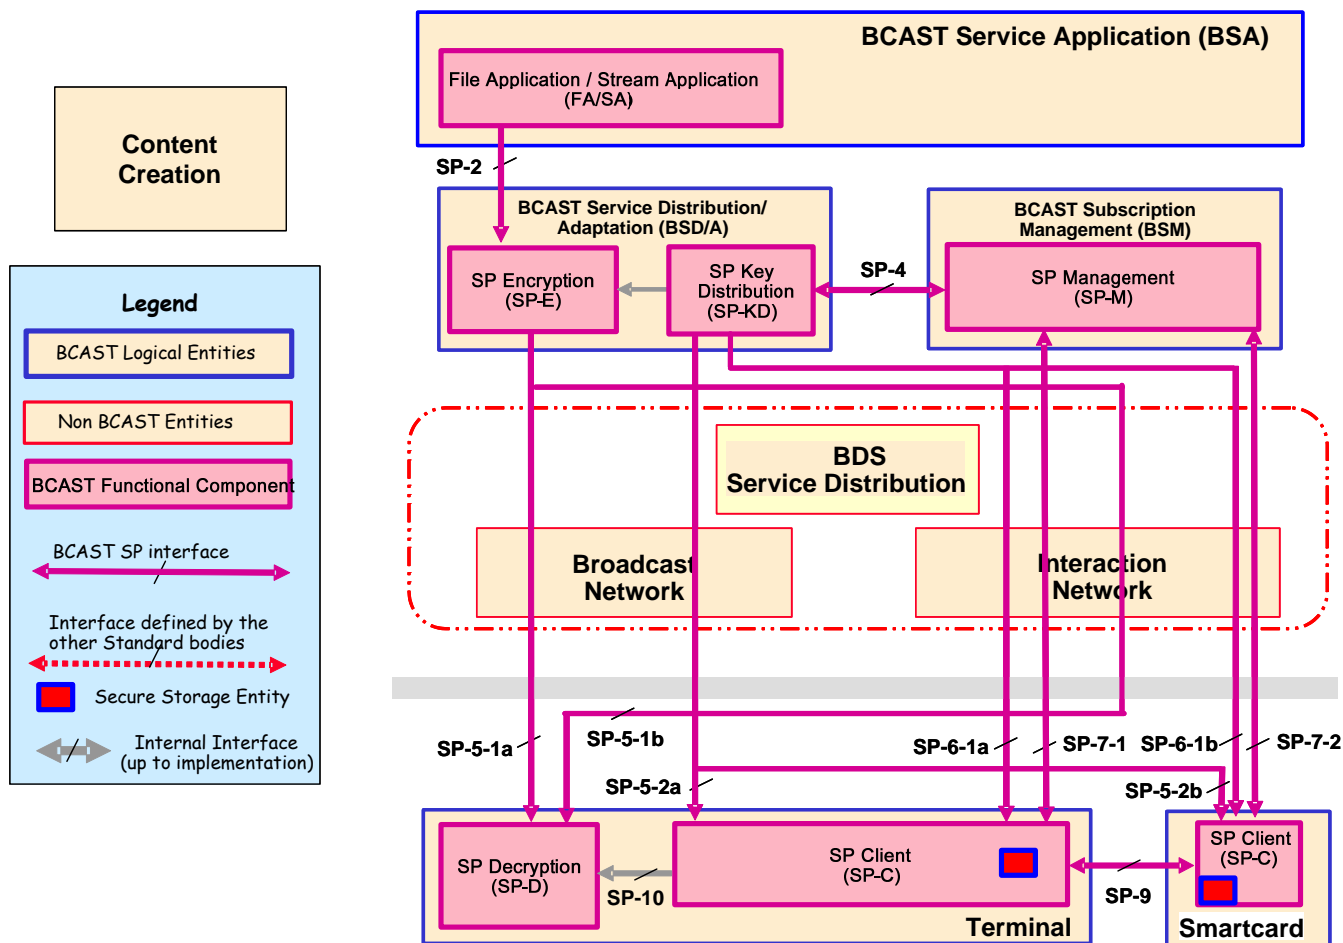 BCAST Service Application (BSA)
File Application / Stream Application
(FA/SA)
Content
Creation
SP-2
BCAST Service Distribution/
Adaptation (BSD/A)
BCAST Subscription
Management (BSM)
SP Encryption
(SP-E)
SP Key
Distribution
(SP-KD)
SP-4
SP Management
(SP-M)
Legend
BCAST Logical Entities
Non BCAST Entities
BCAST Functional Component
BCAST SP interface
Interface defined by the
other Standard bodies
Secure Storage Entity
Internal Interface
(up to implementation)
BDS
Service Distribution
Broadcast
Network
Interaction
Network
SP-5-1a
SP-5-1b
SP-6-1a
SP-7-1
SP-6-1b
SP-7-2
SP-5-2a
SP-5-2b
SP Decryption
(SP-D)
SP-10
SP Client
(SP-C)
SP-9
SP Client
(SP-C)
Terminal
Smartcard